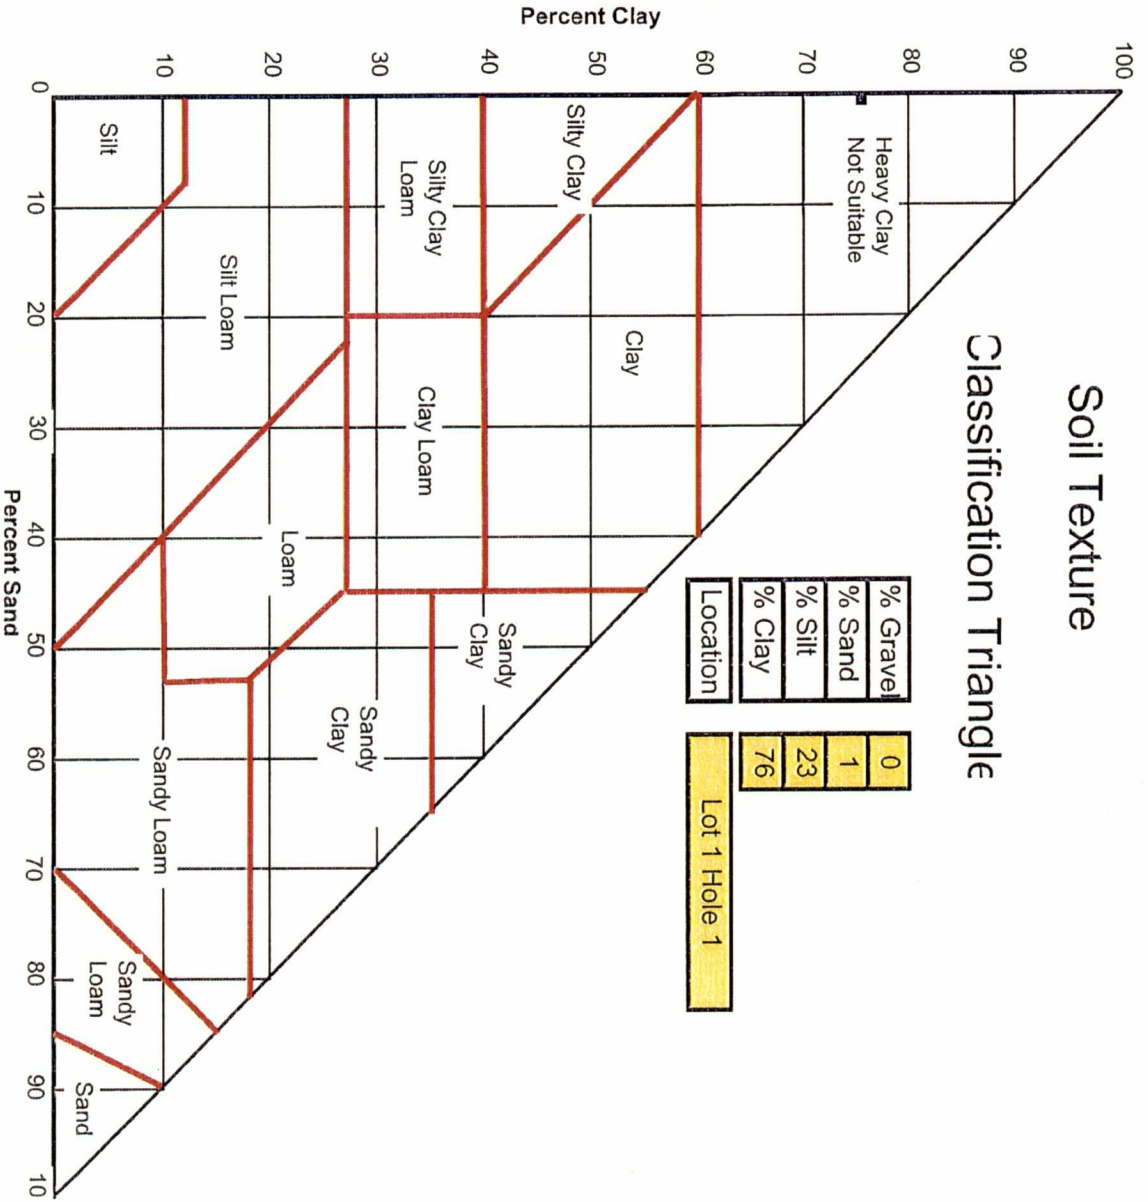 Soil Texture
Classification Triangle
% Gravel 0
% Sand 1
% Silt 23
% Clay 76
Location Lot 1 Hole 1
Percent Clay
100
90
80
70
60
50
40
30
20
10
0
Heavy Clay
Not Suitable
Clay
Silty Clay
Silty Clay
Loam
Clay Loam
Sandy
Clay
Sandy
Clay
Loam
Silt Loam
Silt
Sandy Loam
Sandy
Loam
Sand
10
20
30
40
50
60
70
80
90
10
Percent Sand